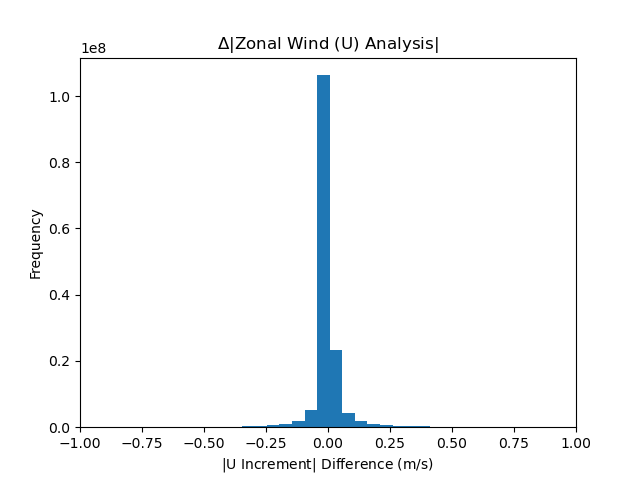 Δ|Zonal Wind (U) Analysis|
1e8
1.0
0.8
0.6
0.4
0.2
0.0
Frequency
−1.00 −0.75 −0.50 −0.25 0.00 0.25 0.50 0.75 1.00
|U Increment| Difference (m/s)